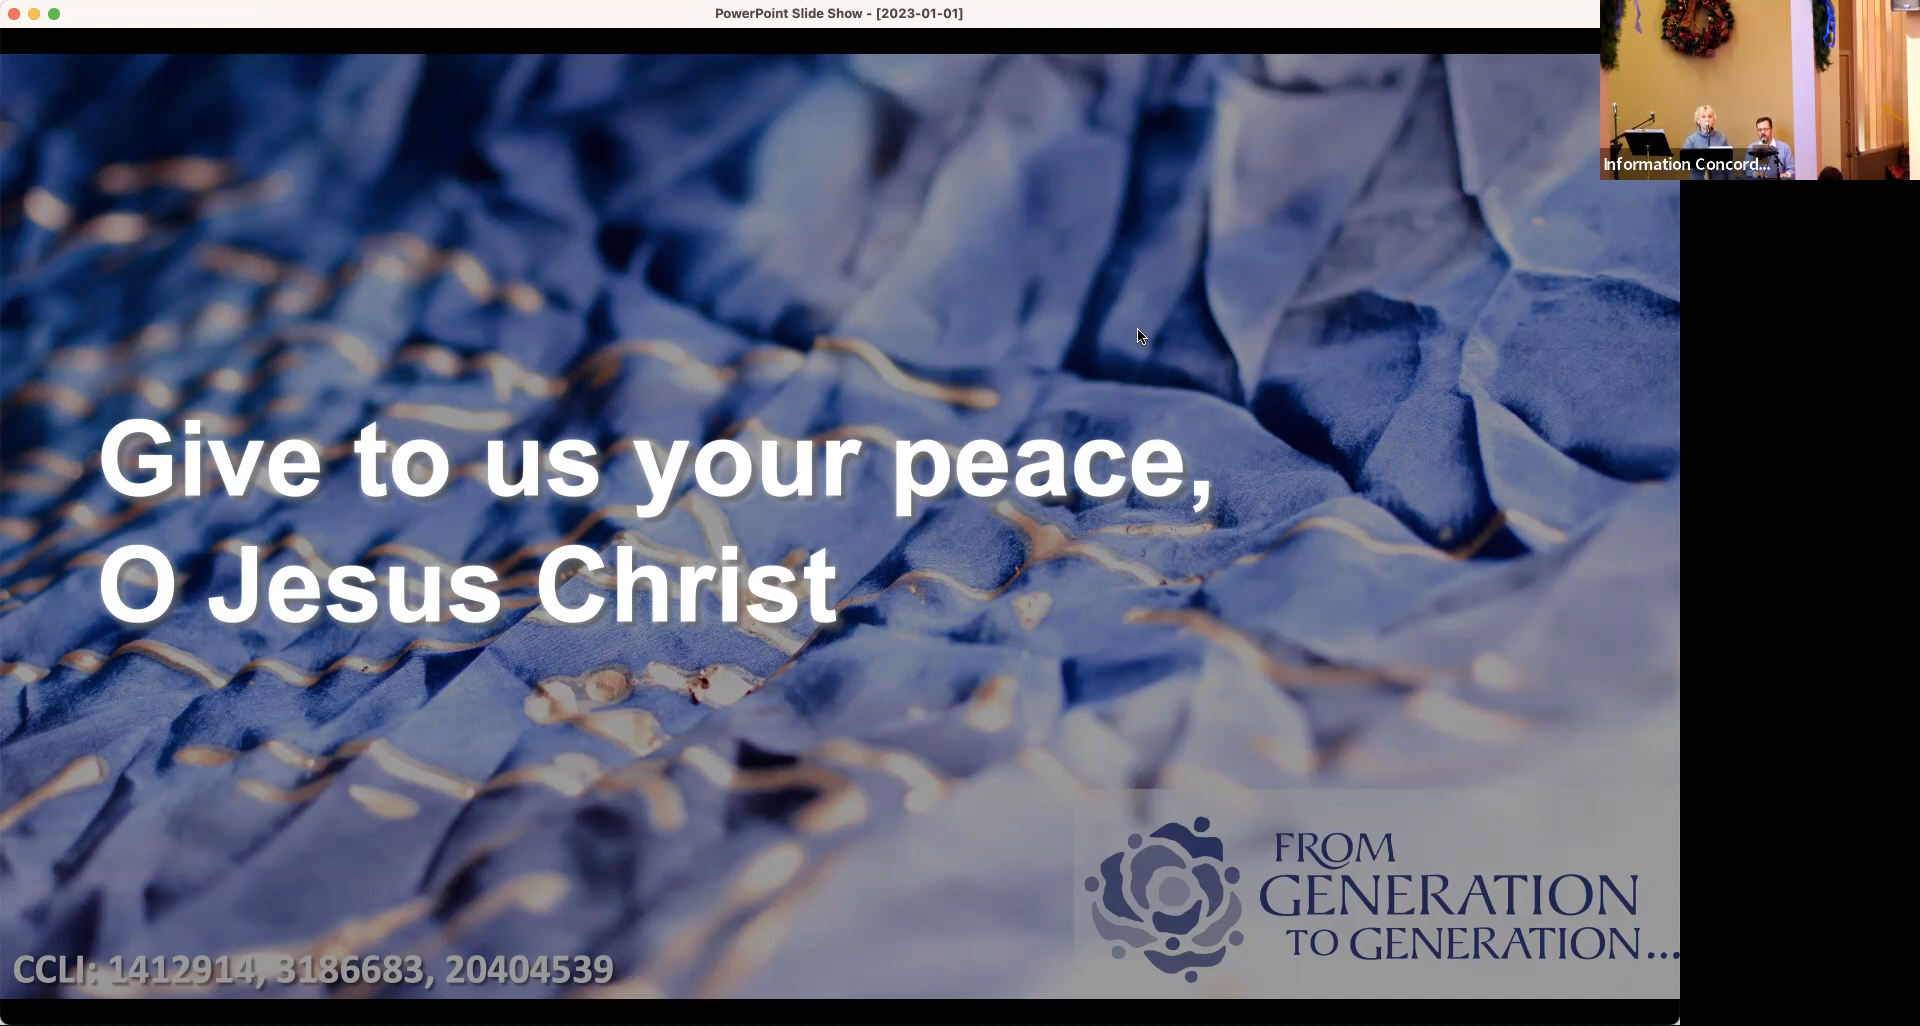 PowerPoint Slide Show - [2023-01-01]
Information Concord...
Give to us your peace,
O Jesus Christ
FROM
GENERATION
TO GENERATION...
CCLI: 1412914, 3186683, 20404539